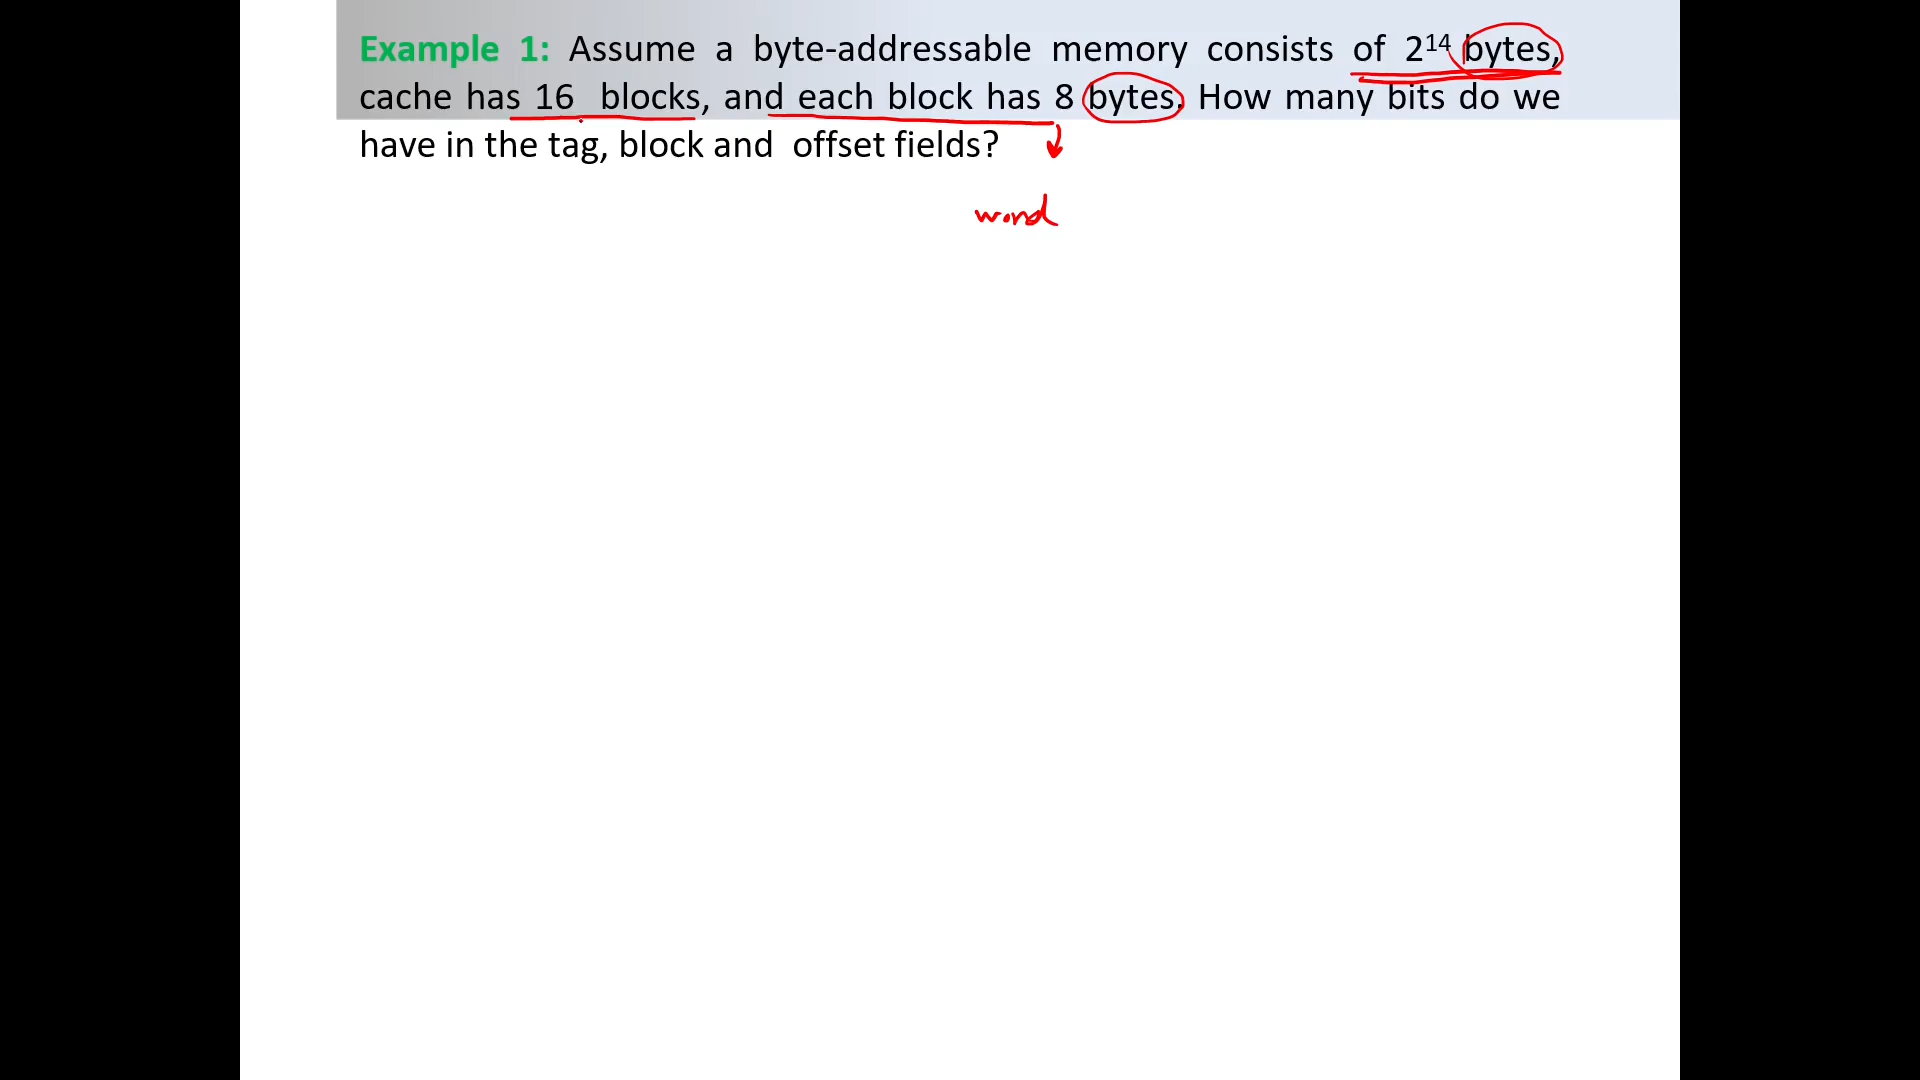 Example 1: Assume a byte-addressable memory consists of 2¹⁴ bytes,
cache has 16 blocks, and each block has 8 bytes. How many bits do we
have in the tag, block and offset fields?
word